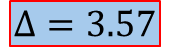 Δ = 3.57